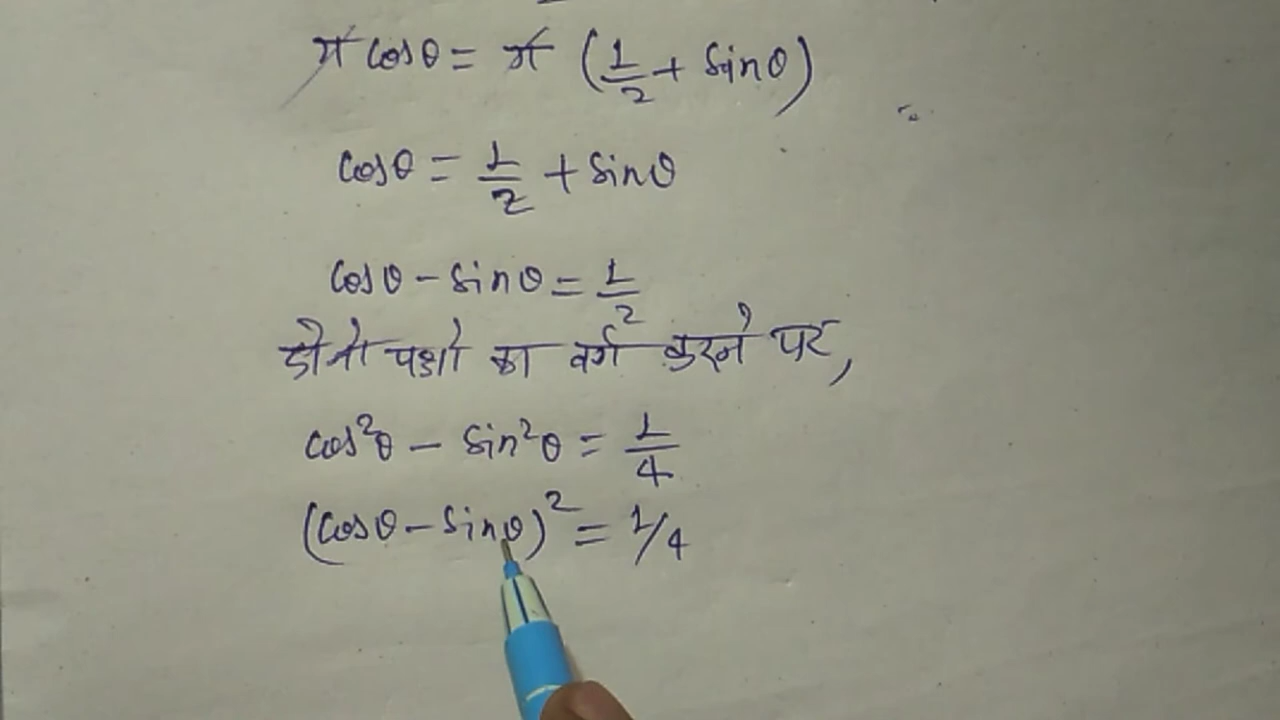 π cosθ = π (1/2 + sinθ)
cosθ = 1/2 + sinθ
cosθ - sinθ = 1/2
दोनो पक्षो का वर्ग करने पर,
cos²θ - sin²θ = 1/4
(cosθ - sinθ)² = 1/4